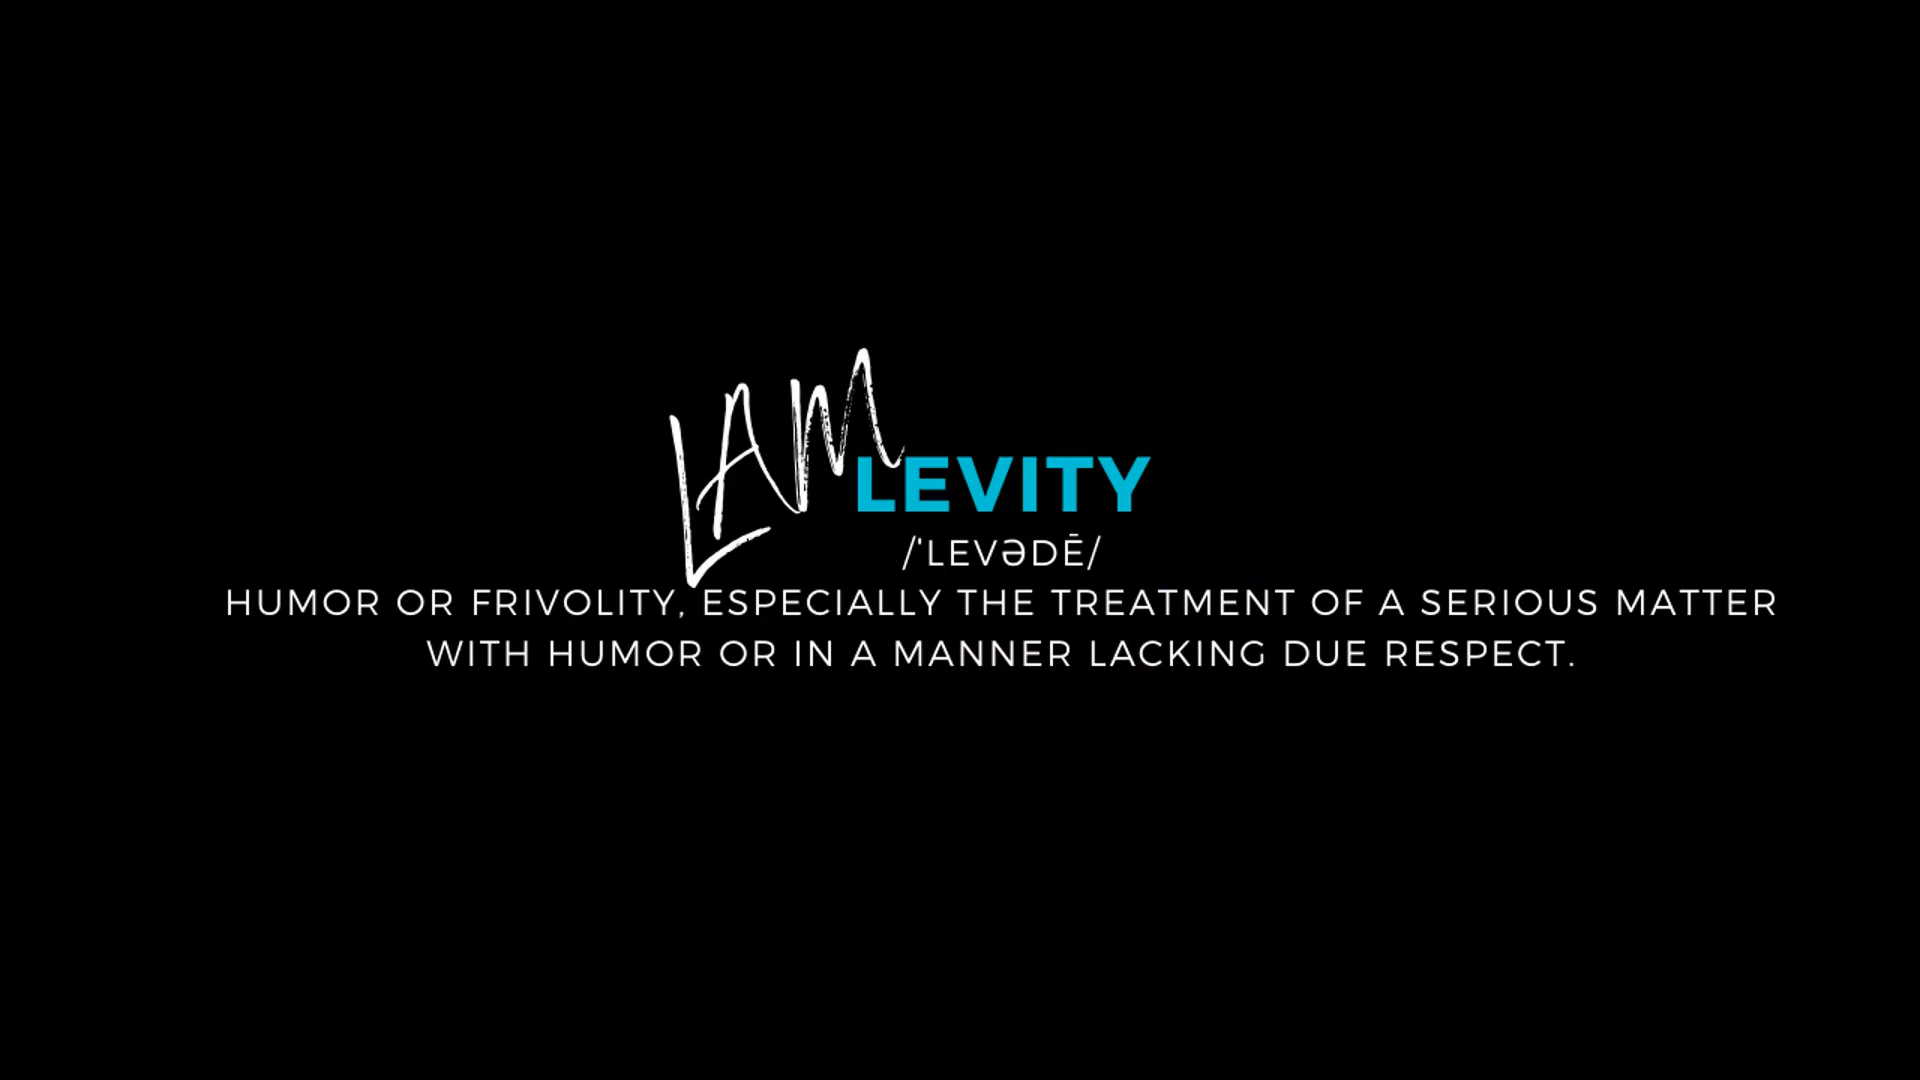 LAM
LEVITY
/ˈLEVƏDĒ/
HUMOR OR FRIVOLITY, ESPECIALLY THE TREATMENT OF A SERIOUS MATTER
WITH HUMOR OR IN A MANNER LACKING DUE RESPECT.